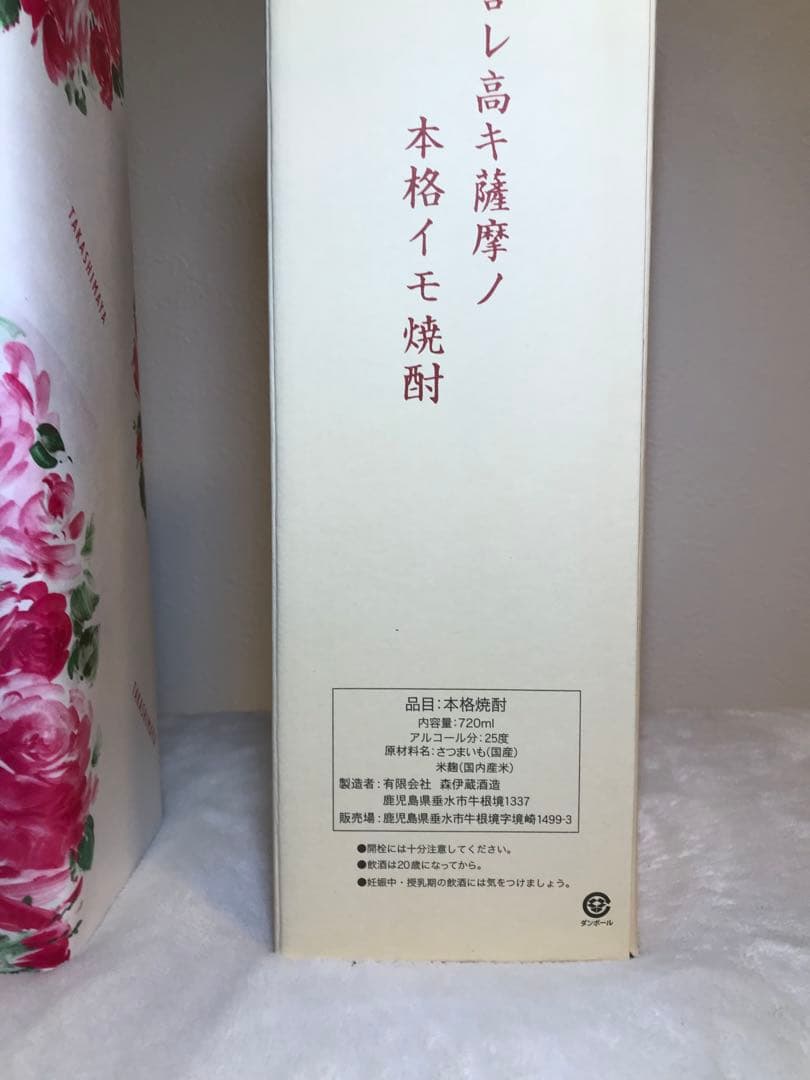 レ高キ薩摩ノ
本格イモ焼酎
TAKASHIMAYA
TAKASHIMAYA
品目:本格焼酎
内容量:720ml
アルコール分:25度
原材料名:さつまいも(国産)
米麹(国内産米)
製造者:有限会社 森伊蔵酒造
鹿児島県垂水市牛根境1337
販売場:鹿児島県垂水市牛根境字境崎1499-3
●開栓には十分注意してください。
●飲酒は20歳になってから。
●妊娠中・授乳期の飲酒には気をつけましょう。
ダンボール